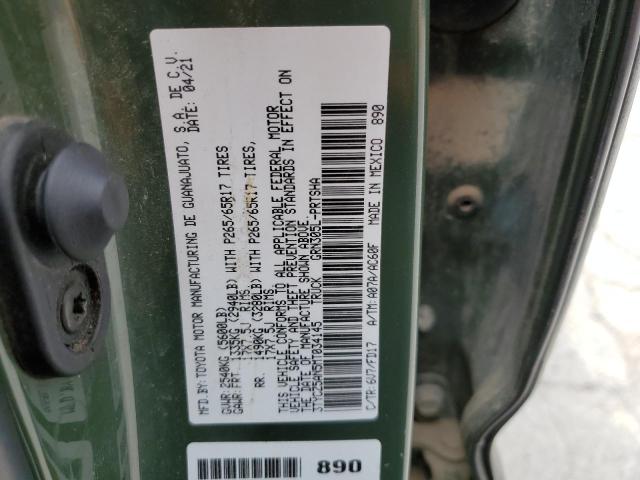 MFD BY:TOYOTA MOTOR MANUFACTURING DE GUANAJUATO, S.A. DE C.V.
DATE: 04/21
GVWR 2540KG (5600LB)
GAWR FRT 1335KG (2940LB) WITH P265/65R17 TIRES
17X7.5J RIMS,
RR. 1490KG (3280LB) WITH P265/65R17 TIRES,
17X7.5J RIMS,
THIS VEHICLE CONFORMS TO ALL APPLICABLE FEDERAL MOTOR
VEHICLE SAFETY AND THEFT PREVENTION STANDARDS IN EFFECT ON
THE DATE OF MANUFACTURE SHOWN ABOVE.
3TYCZ5AN5MT034145 TRUCK GRN305L-PRTSHA
C/TR:6U7/FD17 A/TM:A07A/AC60F MADE IN MEXICO 890
890